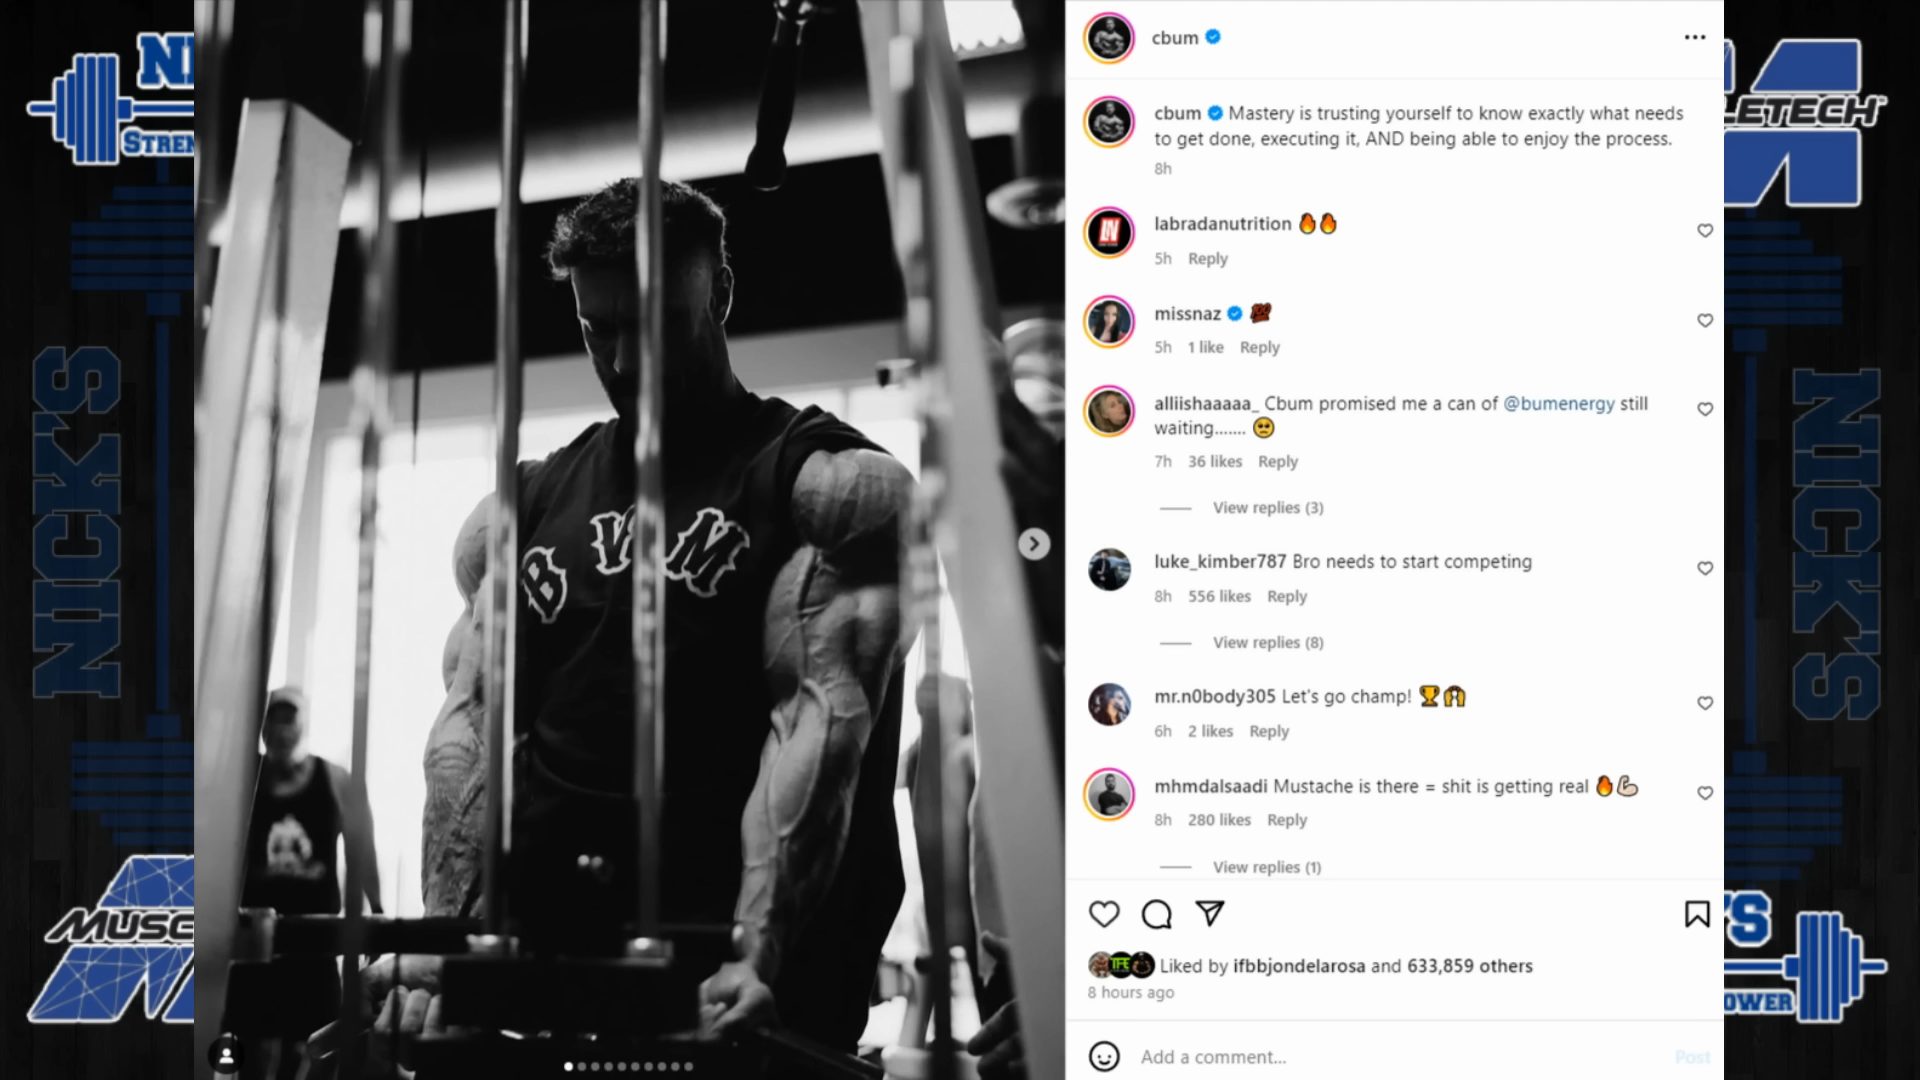 NICK'S
STREN
MUSC
LETECH
NICK'S
'S
OWER
B V M
cbum
cbum Mastery is trusting yourself to know exactly what needs
to get done, executing it, AND being able to enjoy the process.
8h
labradanutrition 🔥🔥
5h Reply
missnaz 💯
5h 1 like Reply
alliishaaaaa_ Cbum promised me a can of @bumenergy still
waiting....... 🥺
7h 36 likes Reply
View replies (3)
luke_kimber787 Bro needs to start competing
8h 556 likes Reply
View replies (8)
mr.n0body305 Let's go champ! 🏆🙌
6h 2 likes Reply
mhmdalsaadi Mustache is there = shit is getting real 🔥💪🏻
8h 280 likes Reply
View replies (1)
Liked by ifbbjondelarosa and 633,859 others
8 hours ago
Add a comment...
Post